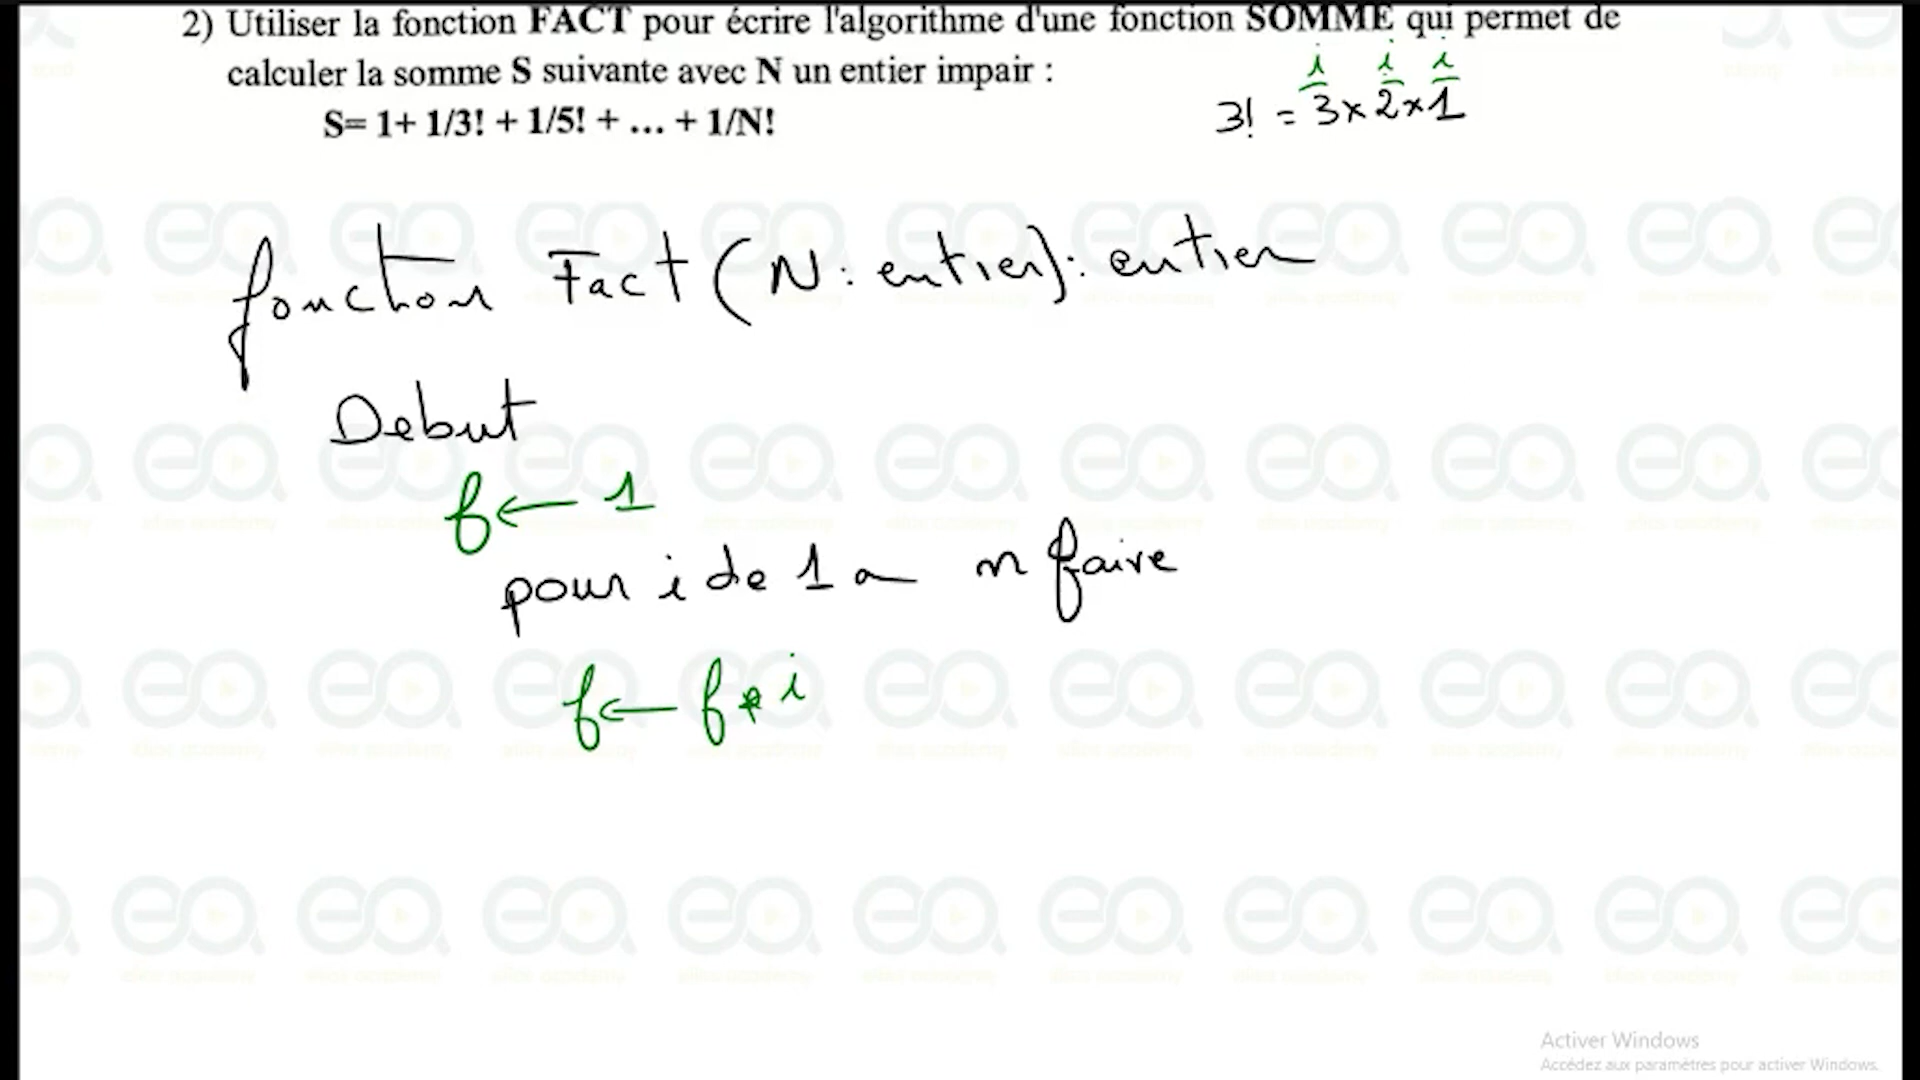 2) Utiliser la fonction FACT pour écrire l'algorithme d'une fonction SOMME qui permet de
calculer la somme S suivante avec N un entier impair :
S= 1+ 1/3! + 1/5! + ... + 1/N!
i i i
3! = 3x2x1
fonction Fact (N: entier): entier
Debut
f ← 1
pour i de 1 a n faire
f ← f * i
Activer Windows
Accédez aux paramètres pour activer Windows.